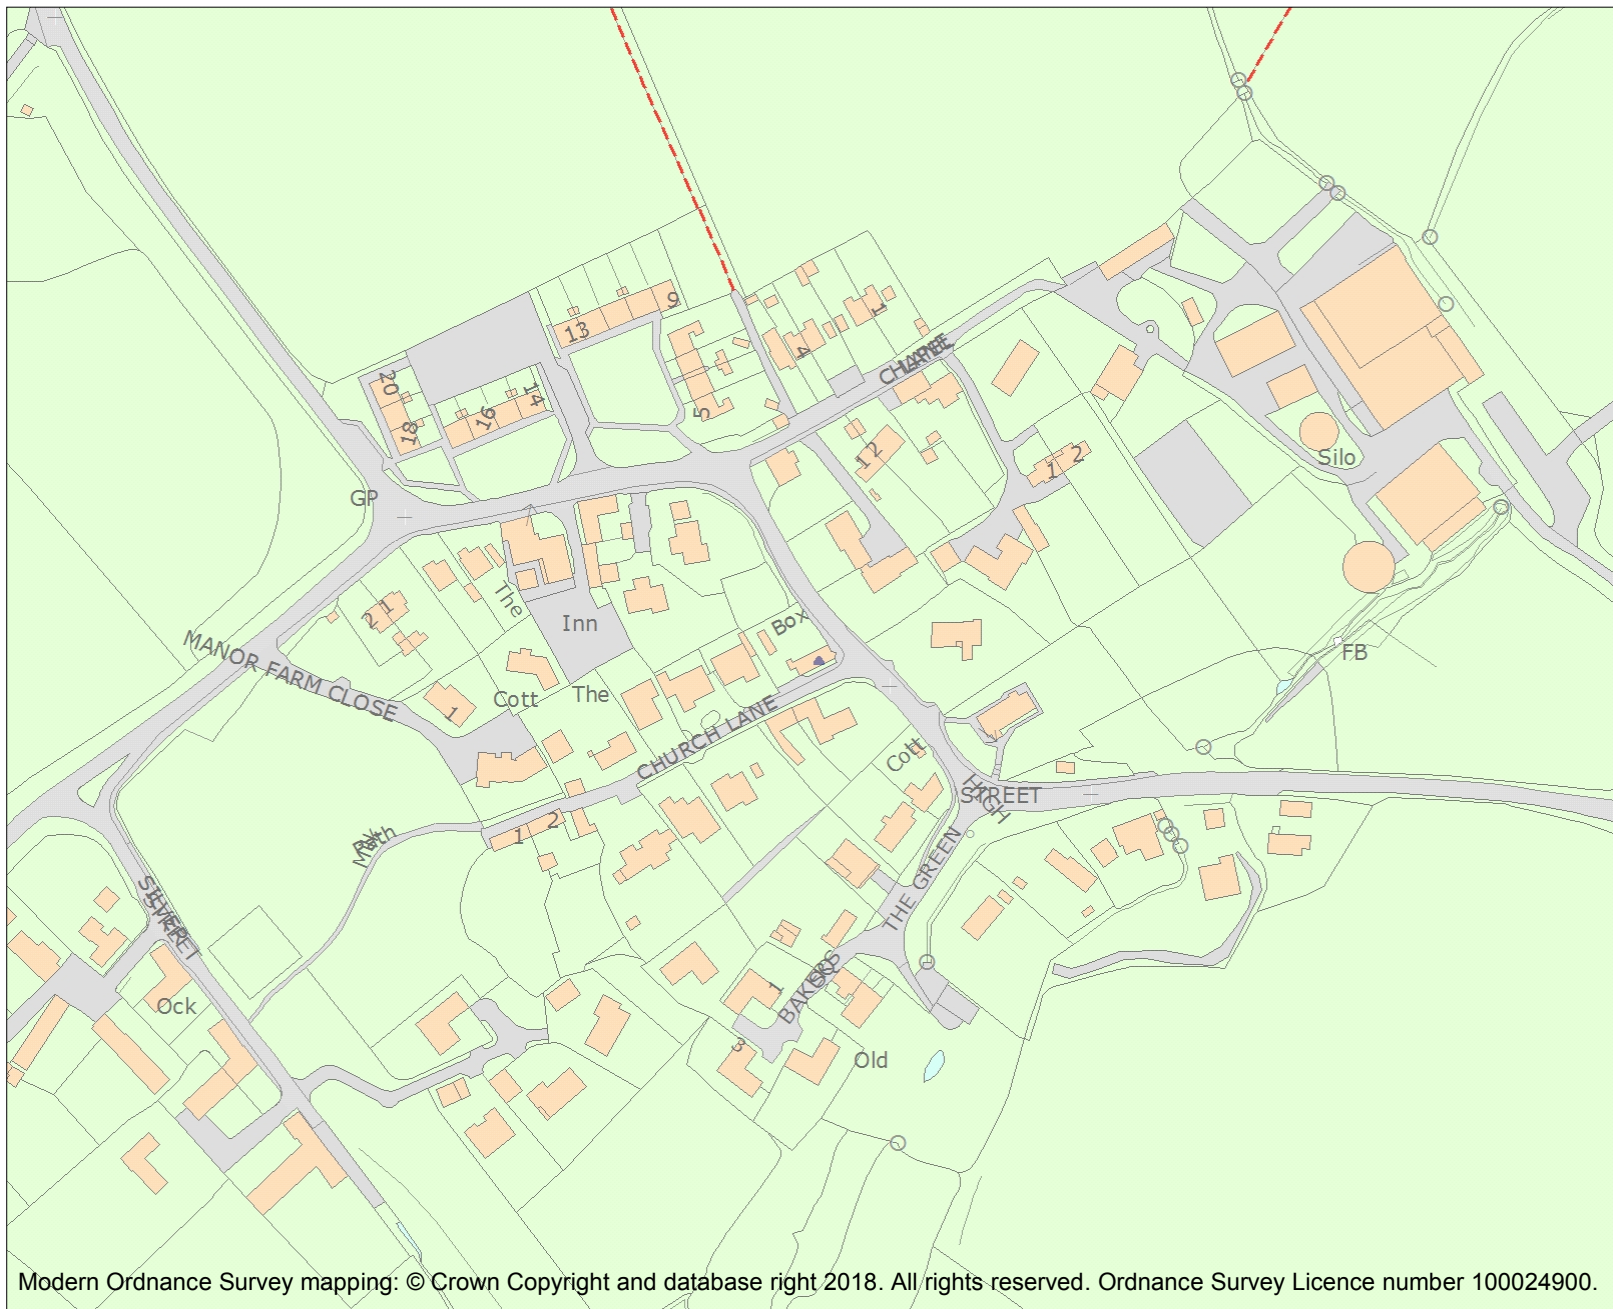 9
13
1
4
CHAPEL
LANE
20
14
5
16
18
1 2
2
1
Silo
GP
The
2 1
Inn
Box
MANOR FARM CLOSE
FB
Cott
The
1
CHURCH LANE
Cott
HIGH
STREET
1
2
Path
THE GREEN
SILVER
STREET
BAKERS
SQ
1
Ock
3
Old
Modern Ordnance Survey mapping: © Crown Copyright and database right 2018. All rights reserved. Ordnance Survey Licence number 100024900.